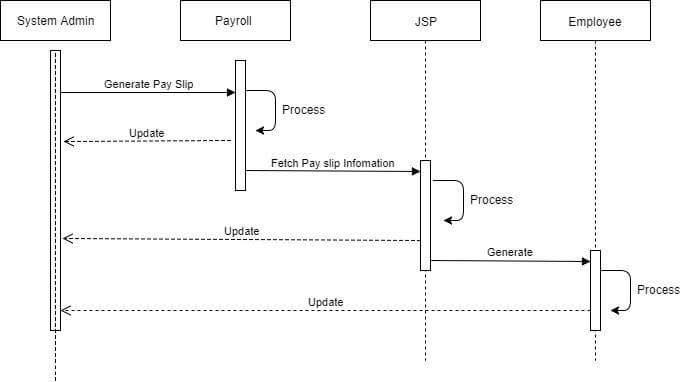 System Admin
Payroll
JSP
Employee
Generate Pay Slip
Process
Update
Fetch Pay slip Infomation
Process
Update
Generate
Process
Update